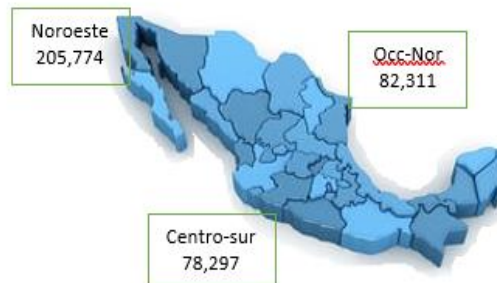 Noroeste
205,774
Occ-Nor
82,311
Centro-sur
78,297